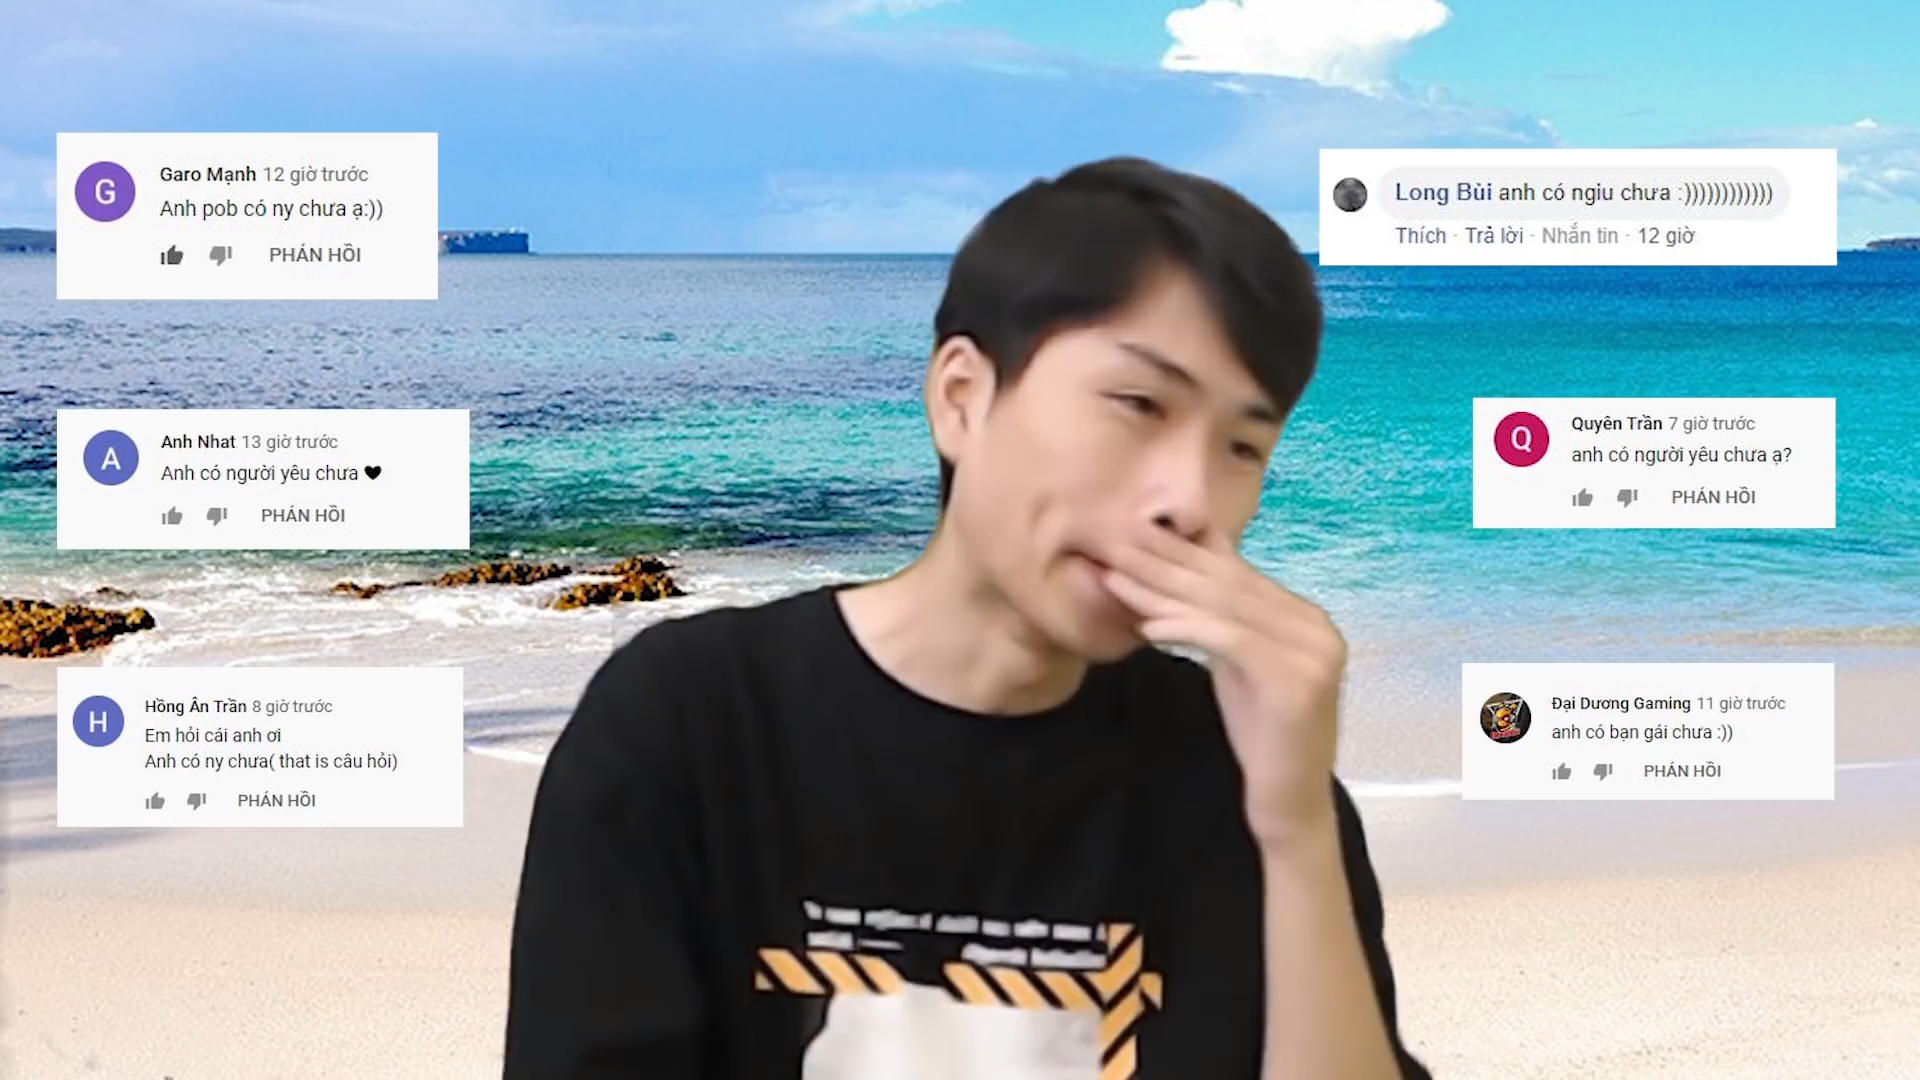 G
Garo Mạnh 12 giờ trước
Anh pob có ny chưa ạ:))
PHẢN HỒI
A
Anh Nhat 13 giờ trước
Anh có người yêu chưa ♥
PHẢN HỒI
H
Hồng Ân Trần 8 giờ trước
Em hỏi cái anh ơi
Anh có ny chưa( that is câu hỏi)
PHẢN HỒI
Long Bùi anh có ngiu chưa :))))))))))))
Thích · Trả lời · Nhắn tin · 12 giờ
Q
Quyên Trần 7 giờ trước
anh có người yêu chưa ạ?
PHẢN HỒI
Đại Dương Gaming 11 giờ trước
anh có bạn gái chưa :))
PHẢN HỒI